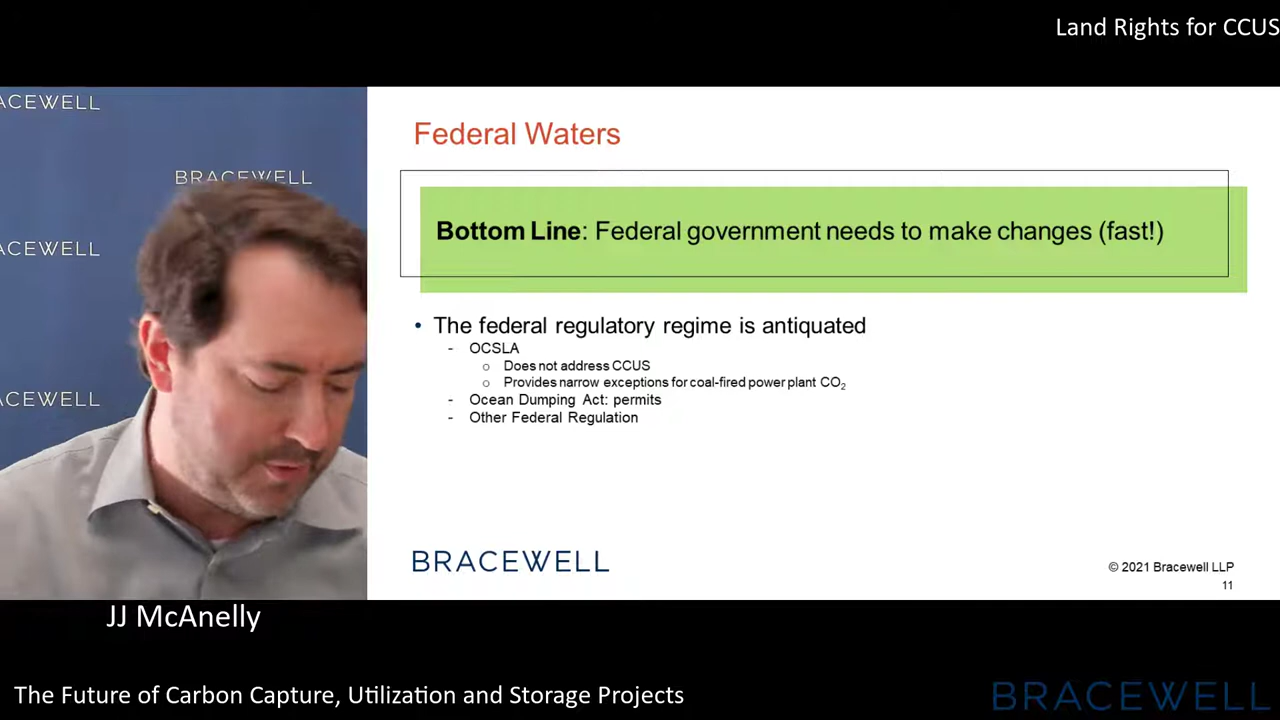 Land Rights for CCUS
ACEWELL
BRACEWELL
ACEWELL
ACEWELL
Federal Waters
Bottom Line: Federal government needs to make changes (fast!)
• The federal regulatory regime is antiquated
- OCSLA
o Does not address CCUS
o Provides narrow exceptions for coal-fired power plant CO₂
- Ocean Dumping Act: permits
- Other Federal Regulation
BRACEWELL
© 2021 Bracewell LLP
11
JJ McAnelly
The Future of Carbon Capture, Utilization and Storage Projects
BRACEWELL